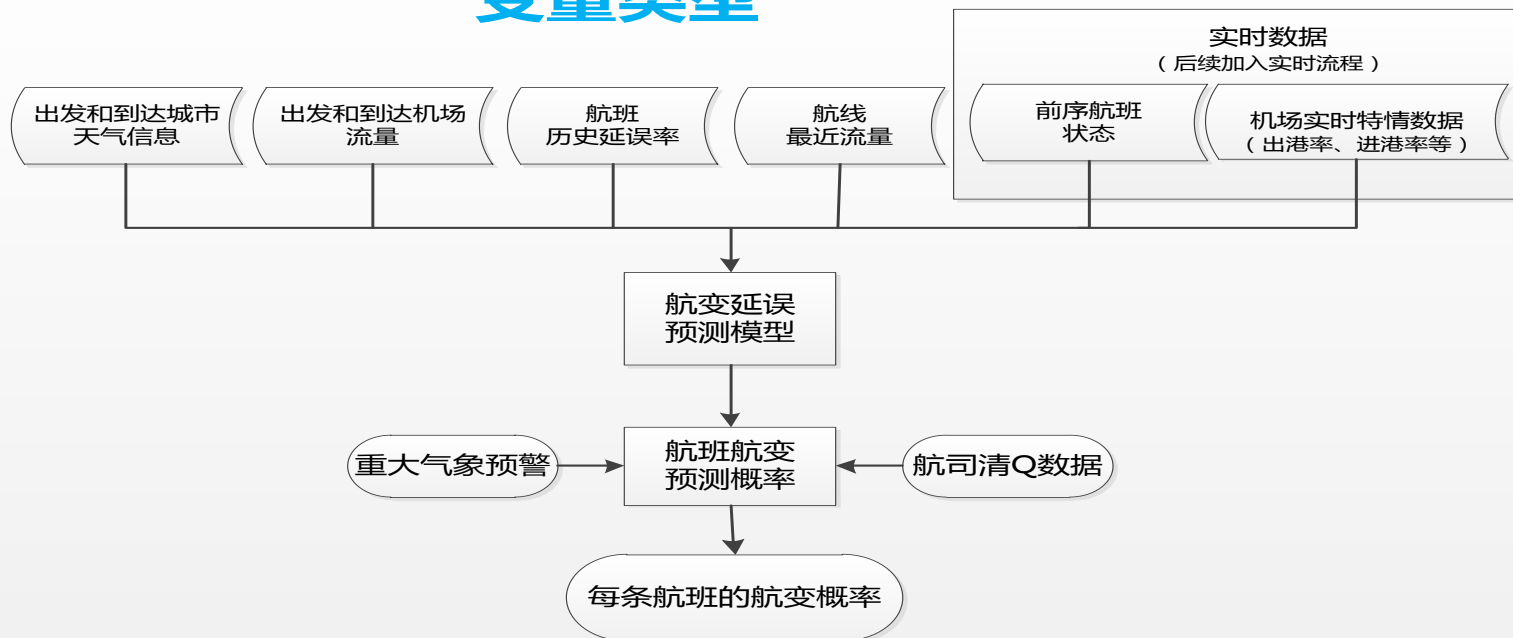 变量类型
实时数据
（后续加入实时流程）
出发和到达城市
天气信息
出发和到达机场
流量
航班
历史延误率
航线
最近流量
前序航班
状态
机场实时特情数据
（出港率、进港率等）
航变延误
预测模型
重大气象预警
航班航变
预测概率
航司清Q数据
每条航班的航变概率